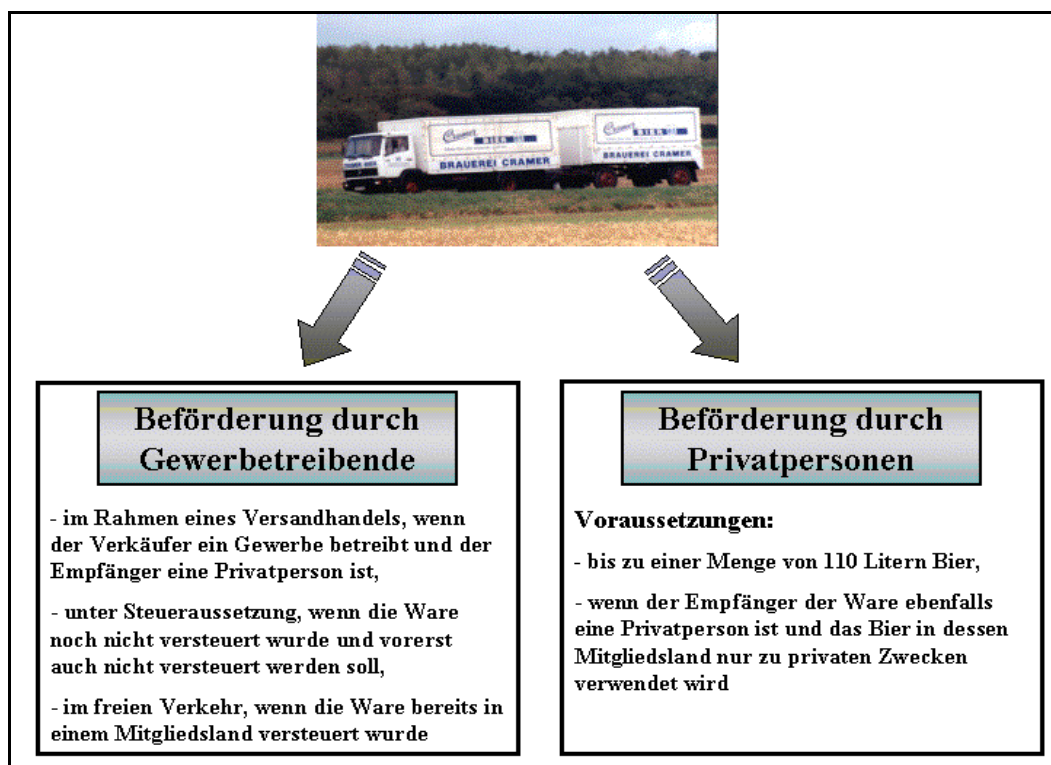 Cramer
BIER
BRAUEREI CRAMER
BIER
BRAUEREI CRAMER
Beförderung durch
Gewerbetreibende
- im Rahmen eines Versandhandels, wenn
der Verkäufer ein Gewerbe betreibt und der
Empfänger eine Privatperson ist,
- unter Steueraussetzung, wenn die Ware
noch nicht versteuert wurde und vorerst
auch nicht versteuert werden soll,
- im freien Verkehr, wenn die Ware bereits in
einem Mitgliedsland versteuert wurde
Beförderung durch
Privatpersonen
Voraussetzungen:
- bis zu einer Menge von 110 Litern Bier,
- wenn der Empfänger der Ware ebenfalls
eine Privatperson ist und das Bier in dessen
Mitgliedsland nur zu privaten Zwecken
verwendet wird